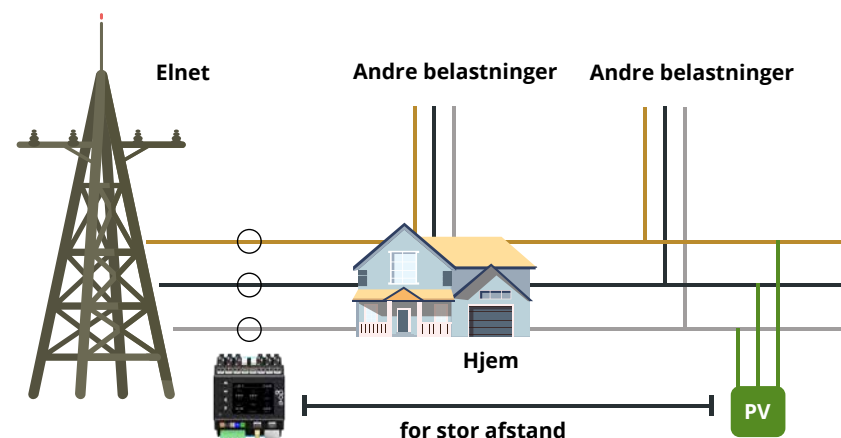 Elnet
Andre belastninger
Andre belastninger
Hjem
for stor afstand
PV